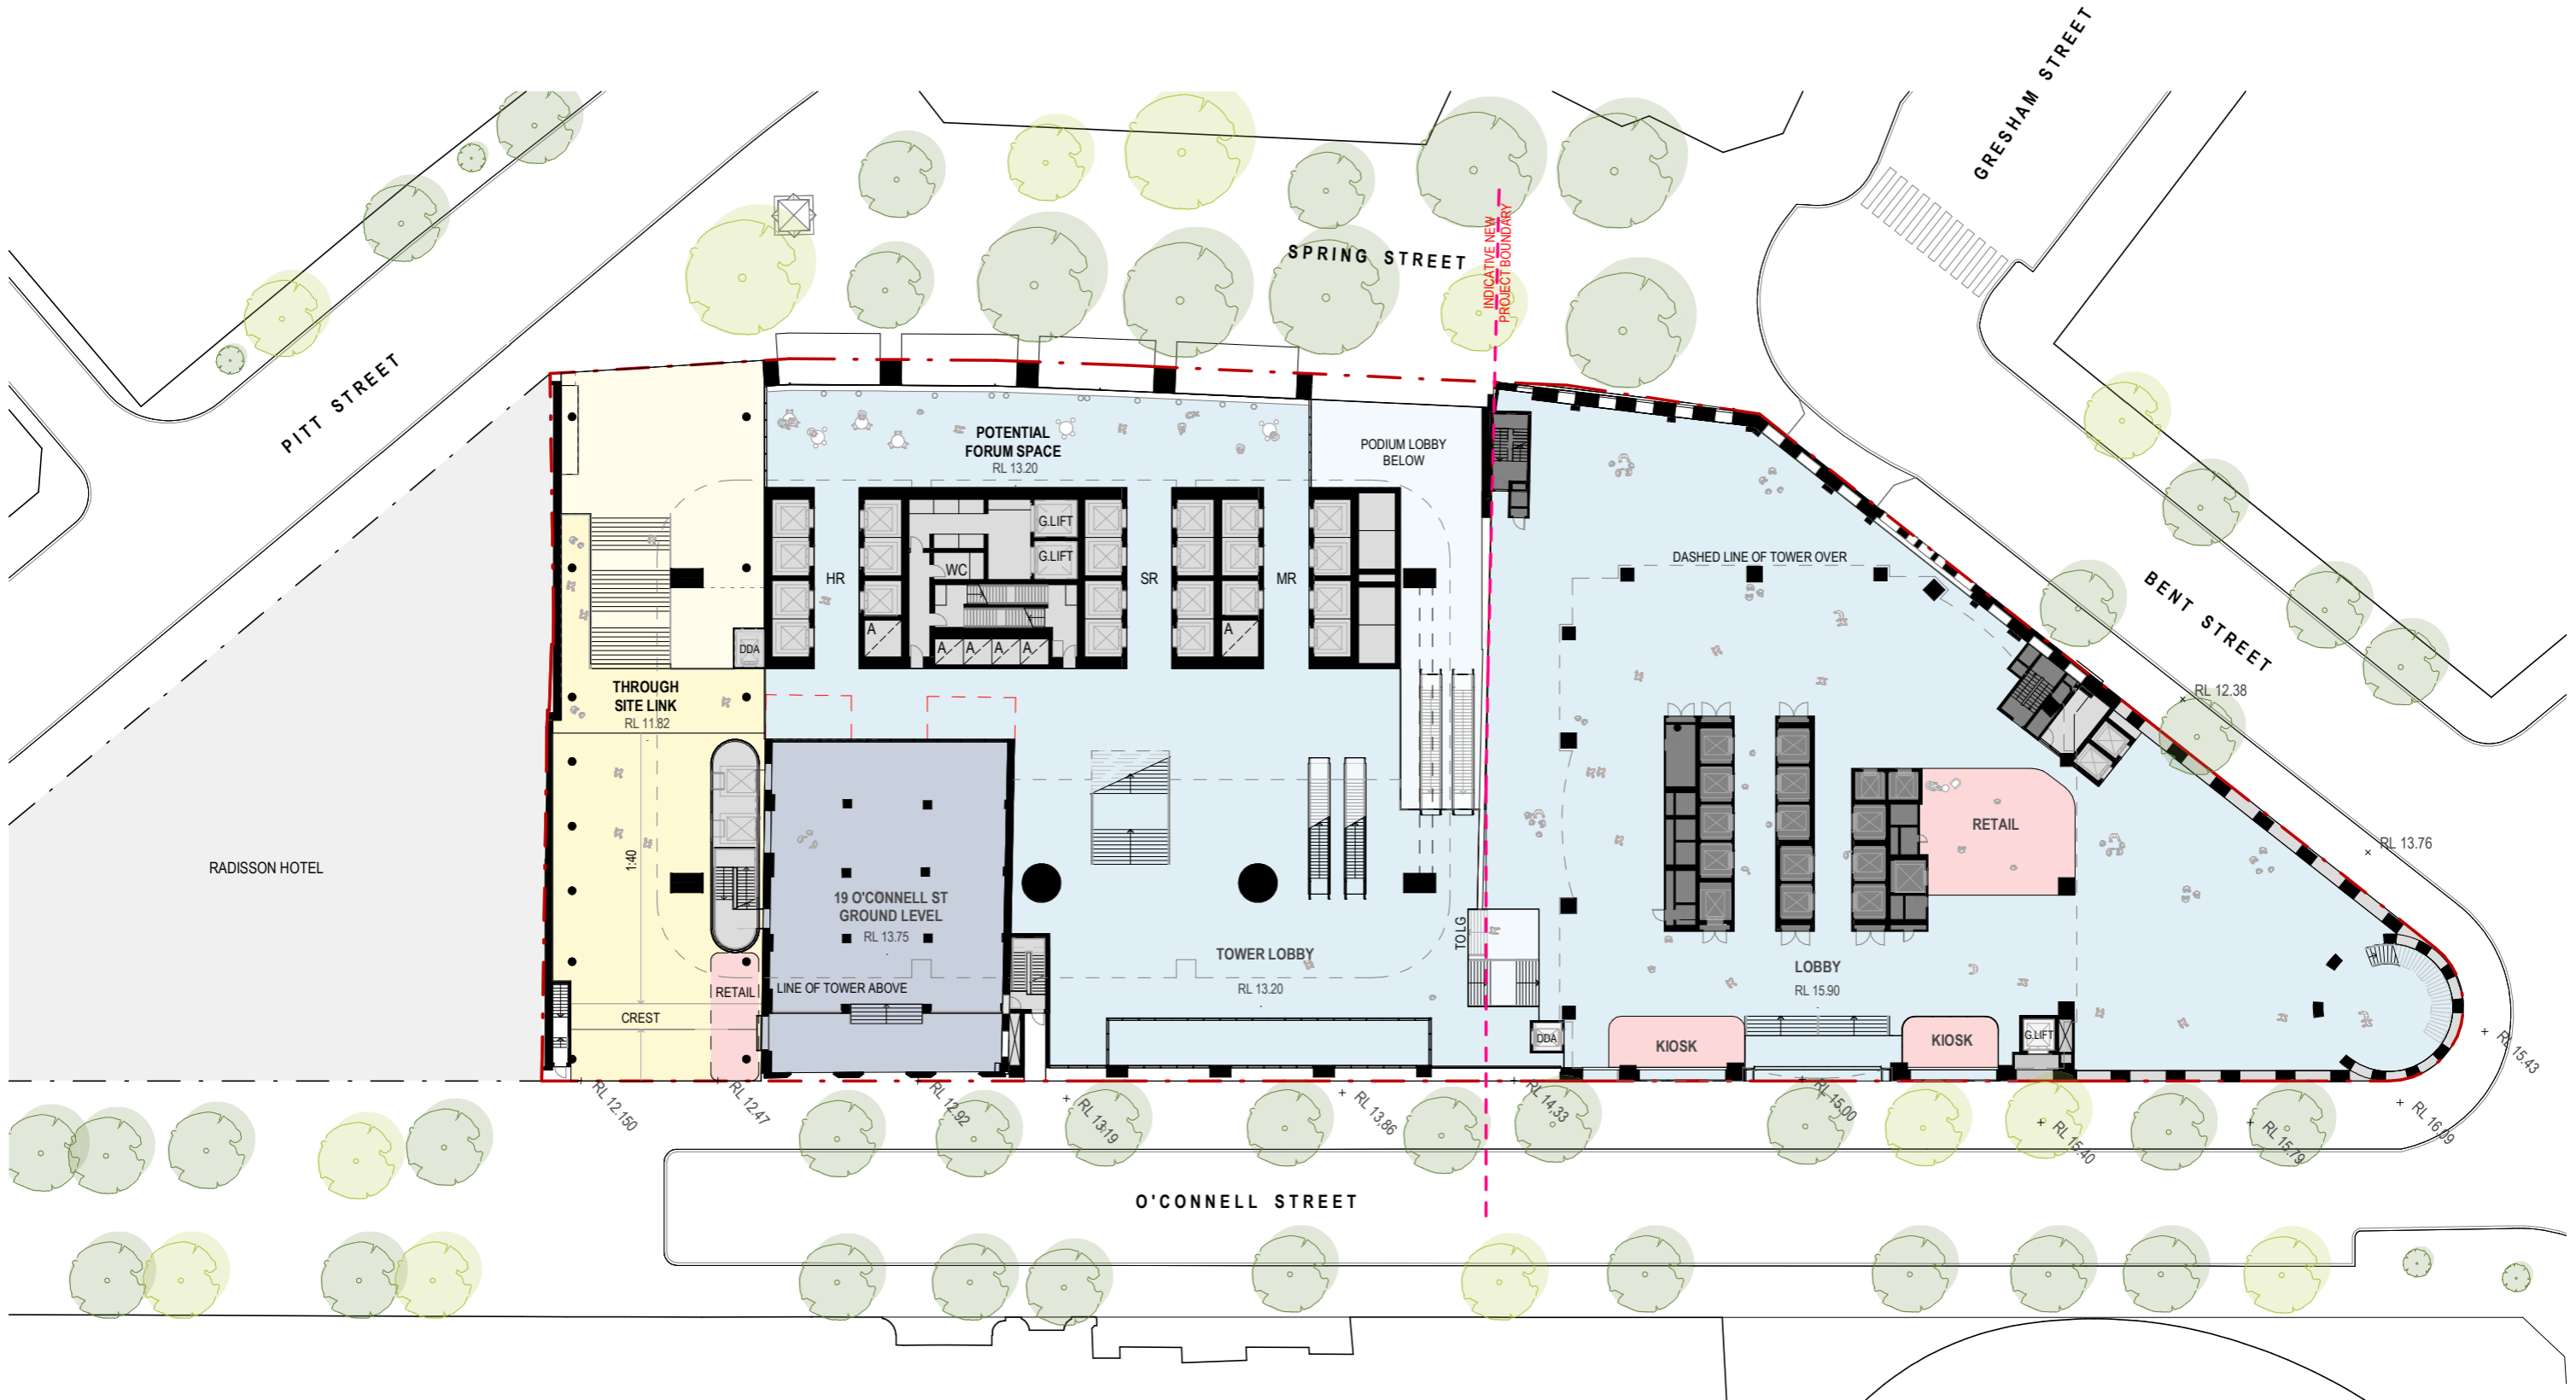 GRESHAM STREET
SPRING STREET
INDICATIVE NEW
PROJECT BOUNDARY
PITT STREET
POTENTIAL
FORUM SPACE
RL 13.20
PODIUM LOBBY
BELOW
G.LIFT
G.LIFT
WC
HR
SR
MR
A
A
A
A
A
A
DDA
DASHED LINE OF TOWER OVER
BENT STREET
RL 12.38
THROUGH
SITE LINK
RL 11.82
1:40
RADISSON HOTEL
19 O'CONNELL ST
GROUND LEVEL
RL 13.75
RETAIL
RL 13.76
TO LG
TOWER LOBBY
RL 13.20
LOBBY
RL 15.90
RETAIL
LINE OF TOWER ABOVE
CREST
KIOSK
KIOSK
DDA
G.LIFT
RL 12.150
RL 12.47
RL 12.92
RL 13.19
RL 13.86
RL 14.33
RL 15.00
RL 15.40
RL 15.79
RL 16.09
RL 15.43
O'CONNELL STREET